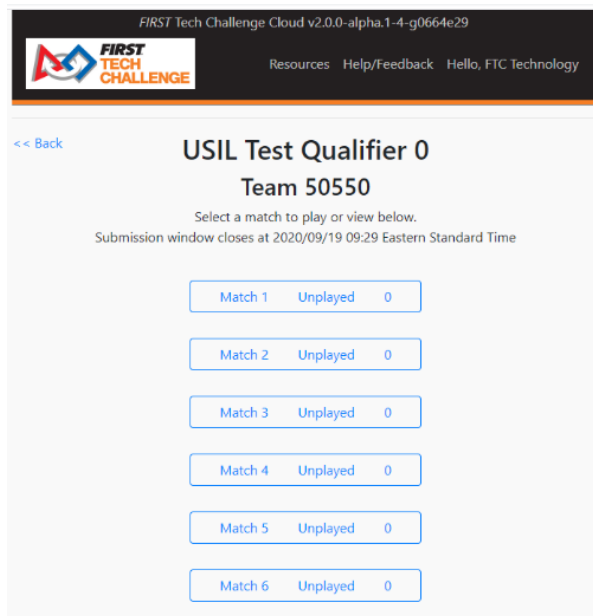 FIRST Tech Challenge Cloud v2.0.0-alpha.1-4-g0664e29
FIRST
TECH
CHALLENGE
Resources Help/Feedback Hello, FTC Technology
<< Back
USIL Test Qualifier 0
Team 50550
Select a match to play or view below.
Submission window closes at 2020/09/19 09:29 Eastern Standard Time
Match 1 Unplayed 0
Match 2 Unplayed 0
Match 3 Unplayed 0
Match 4 Unplayed 0
Match 5 Unplayed 0
Match 6 Unplayed 0